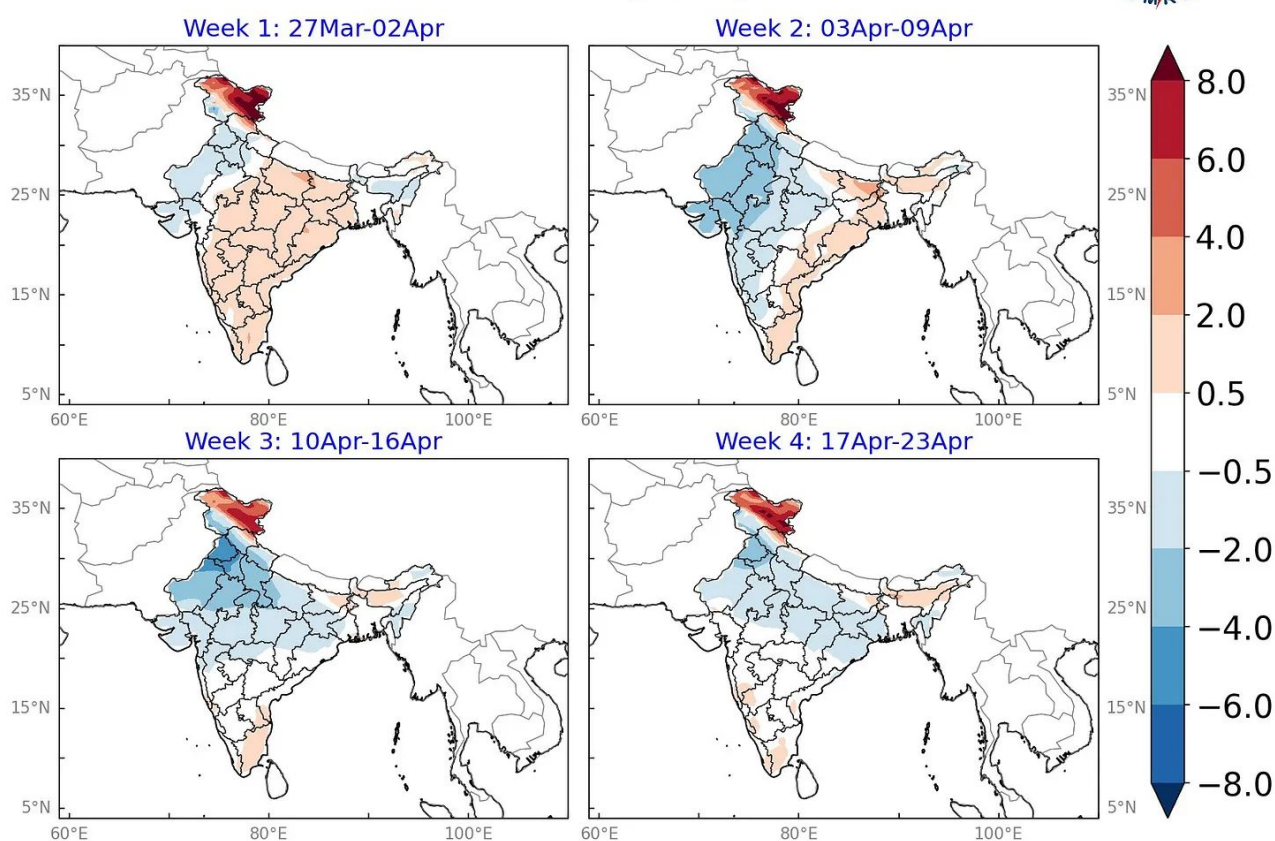 Week 1: 27Mar-02Apr
Week 2: 03Apr-09Apr
35°N
25°N
15°N
5°N
60°E
80°E
100°E
35°N
25°N
15°N
5°N
60°E
80°E
100°E
Week 3: 10Apr-16Apr
Week 4: 17Apr-23Apr
35°N
25°N
15°N
5°N
60°E
80°E
100°E
35°N
25°N
15°N
5°N
60°E
80°E
100°E
8.0
6.0
4.0
2.0
0.5
−0.5
−2.0
−4.0
−6.0
−8.0